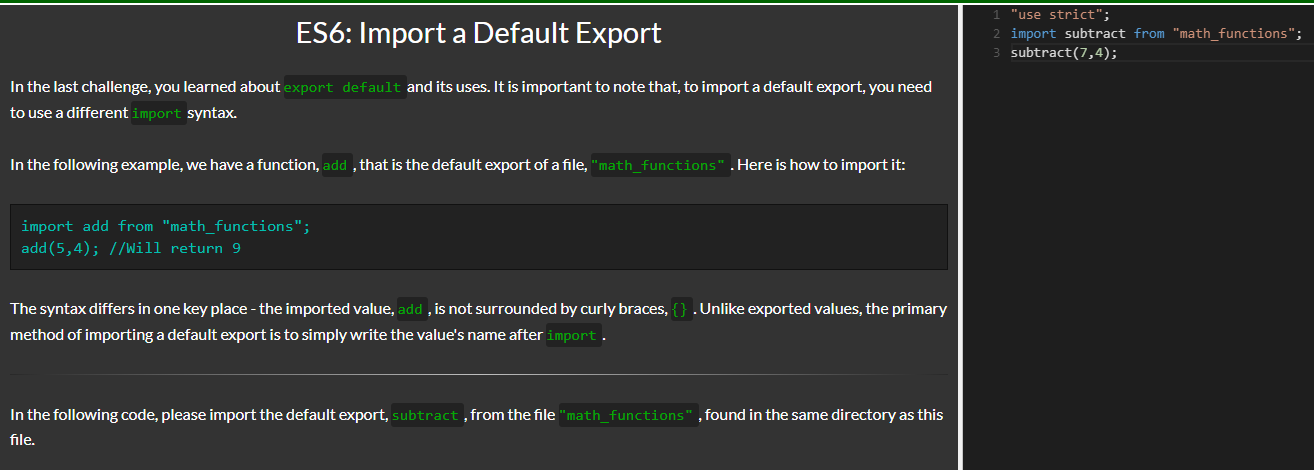 ES6: Import a Default Export
In the last challenge, you learned about export default and its uses. It is important to note that, to import a default export, you need
to use a different import syntax.
In the following example, we have a function, add , that is the default export of a file, "math_functions" . Here is how to import it:
import add from "math_functions";
add(5,4); //Will return 9
The syntax differs in one key place - the imported value, add , is not surrounded by curly braces, {} . Unlike exported values, the primary
method of importing a default export is to simply write the value's name after import .
In the following code, please import the default export, subtract , from the file "math_functions" , found in the same directory as this
file.
1 "use strict";
2 import subtract from "math_functions";
3 subtract(7,4);